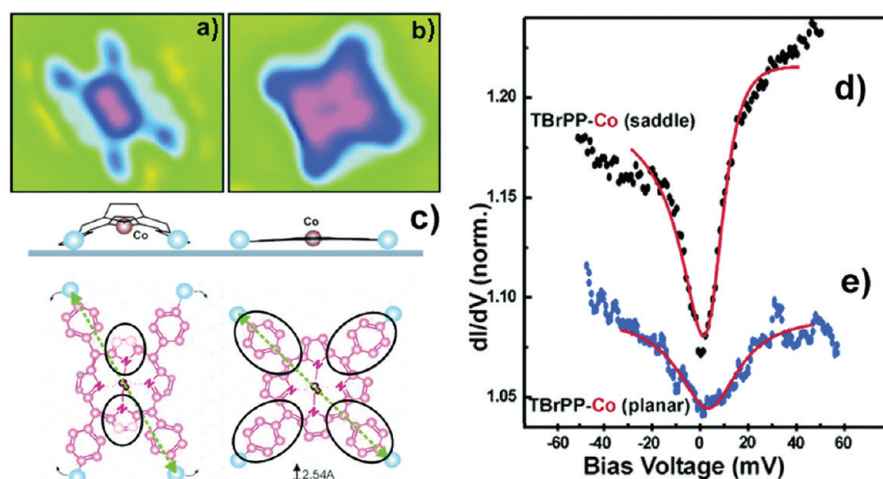 a)
b)
c)
Co
Co
N
N
N
N
N
N
N
N
2.54A
d)
TBrPP-Co (saddle)
e)
TBrPP-Co (planar)
dI/dV (norm.)
1.20
1.15
1.10
1.05
-60 -40 -20 0 20 40 60
Bias Voltage (mV)